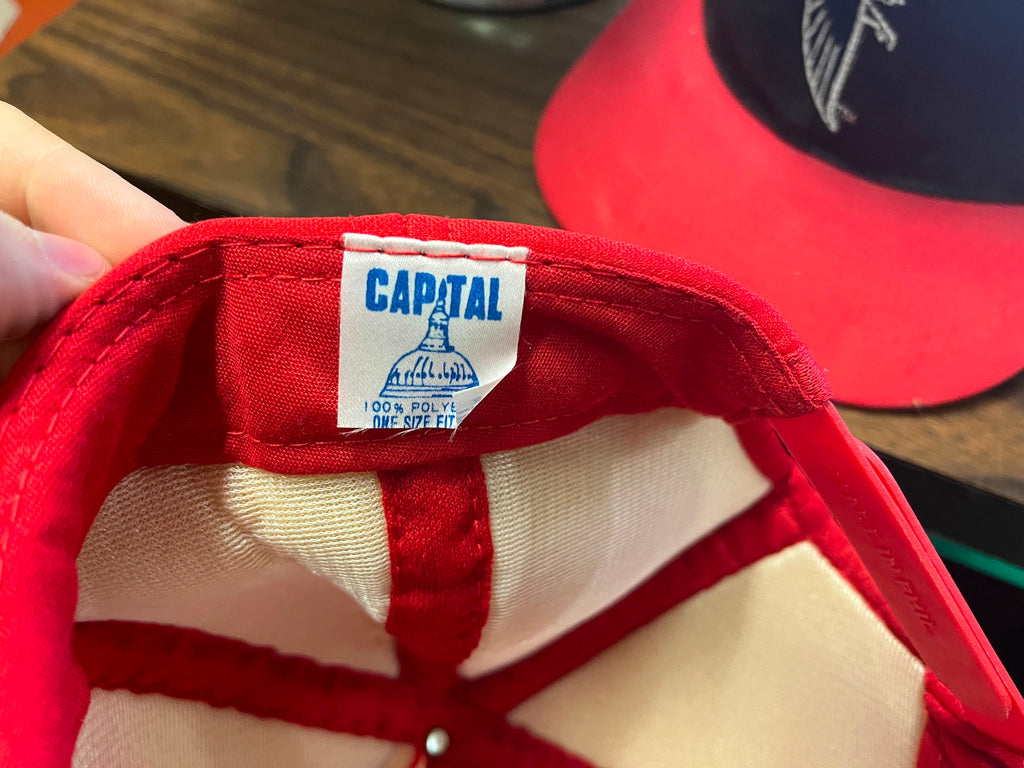 CAPITAL
100% POLYE
ONE SIZE FIT